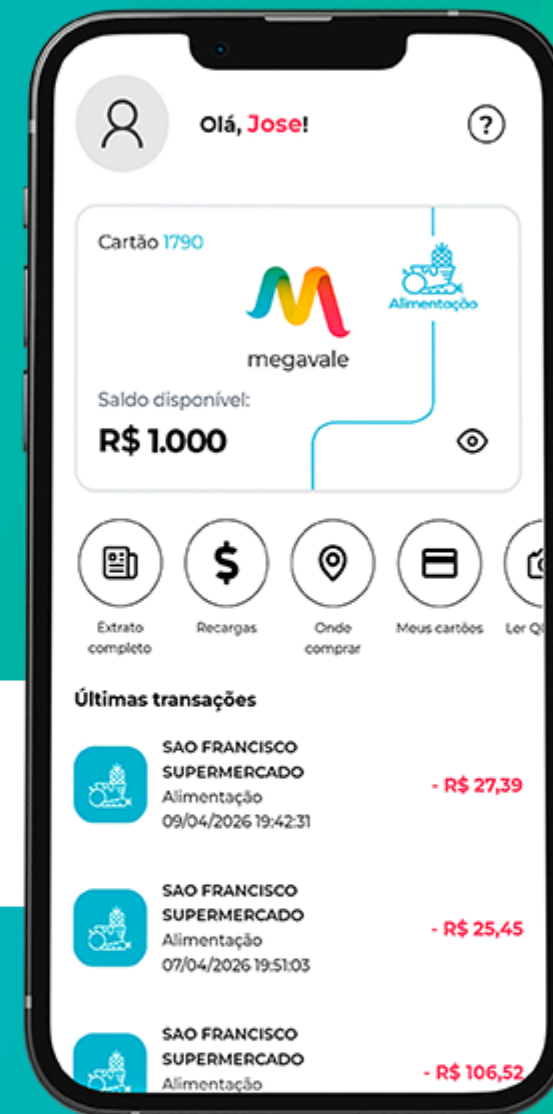 Olá, Jose!
?
Cartão 1790
Alimentação
megavale
Saldo disponível:
R$ 1.000
Extrato
completo
Recargas
Onde
comprar
Meus cartões
Ler
Últimas transações
SAO FRANCISCO
SUPERMERCADO
Alimentação
09/04/2026 19:42:31
- R$ 27,39
SAO FRANCISCO
SUPERMERCADO
Alimentação
07/04/2026 19:51:03
- R$ 25,45
SAO FRANCISCO
SUPERMERCADO
Alimentação
- R$ 106,52